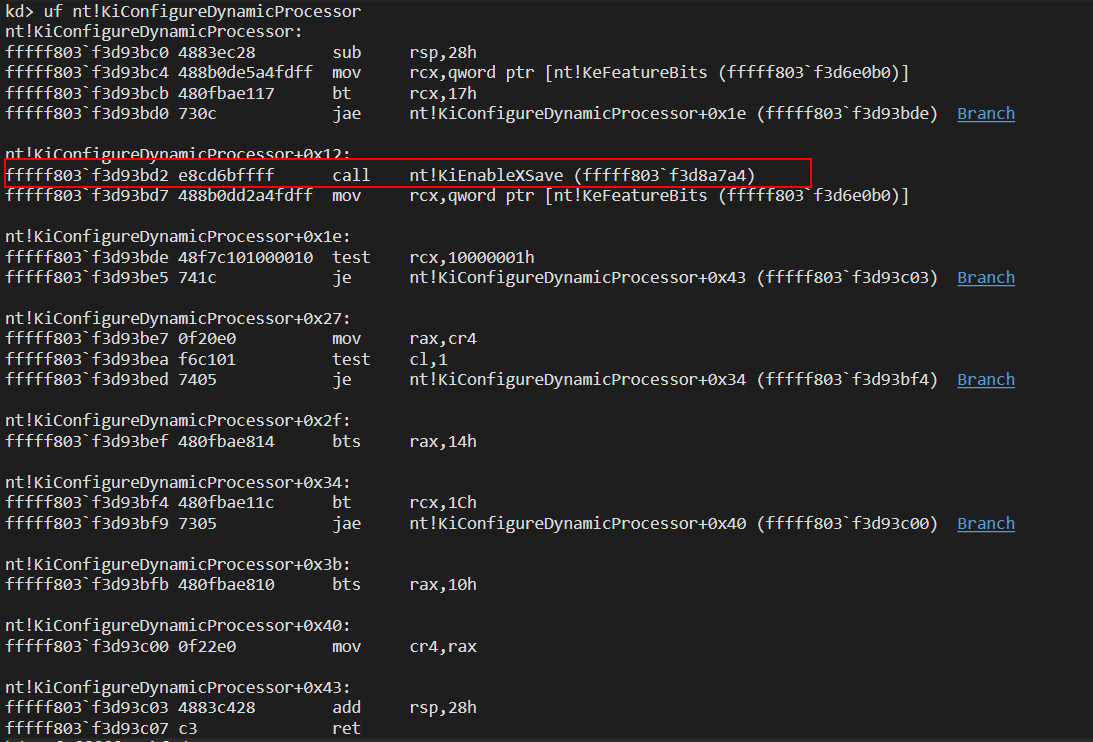 kd> uf nt!KiConfigureDynamicProcessor
nt!KiConfigureDynamicProcessor:
fffff803`f3d93bc0 4883ec28        sub     rsp,28h
fffff803`f3d93bc4 488b0de5a4fdff  mov     rcx,qword ptr [nt!KeFeatureBits (fffff803`f3d6e0b0)]
fffff803`f3d93bcb 480fbae117      bt      rcx,17h
fffff803`f3d93bd0 730c            jae     nt!KiConfigureDynamicProcessor+0x1e (fffff803`f3d93bde)  Branch
nt!KiConfigureDynamicProcessor+0x12:
fffff803`f3d93bd2 e8cd6bffff      call    nt!KiEnableXSave (fffff803`f3d8a7a4)
fffff803`f3d93bd7 488b0dd2a4fdff  mov     rcx,qword ptr [nt!KeFeatureBits (fffff803`f3d6e0b0)]
nt!KiConfigureDynamicProcessor+0x1e:
fffff803`f3d93bde 48f7c101000010  test    rcx,10000001h
fffff803`f3d93be5 741c            je      nt!KiConfigureDynamicProcessor+0x43 (fffff803`f3d93c03)  Branch
nt!KiConfigureDynamicProcessor+0x27:
fffff803`f3d93be7 0f20e0          mov     rax,cr4
fffff803`f3d93bea f6c101          test    cl,1
fffff803`f3d93bed 7405            je      nt!KiConfigureDynamicProcessor+0x34 (fffff803`f3d93bf4)  Branch
nt!KiConfigureDynamicProcessor+0x2f:
fffff803`f3d93bef 480fbae814      bts     rax,14h
nt!KiConfigureDynamicProcessor+0x34:
fffff803`f3d93bf4 480fbae11c      bt      rcx,1Ch
fffff803`f3d93bf9 7305            jae     nt!KiConfigureDynamicProcessor+0x40 (fffff803`f3d93c00)  Branch
nt!KiConfigureDynamicProcessor+0x3b:
fffff803`f3d93bfb 480fbae810      bts     rax,10h
nt!KiConfigureDynamicProcessor+0x40:
fffff803`f3d93c00 0f22e0          mov     cr4,rax
nt!KiConfigureDynamicProcessor+0x43:
fffff803`f3d93c03 4883c428        add     rsp,28h
fffff803`f3d93c07 c3              ret